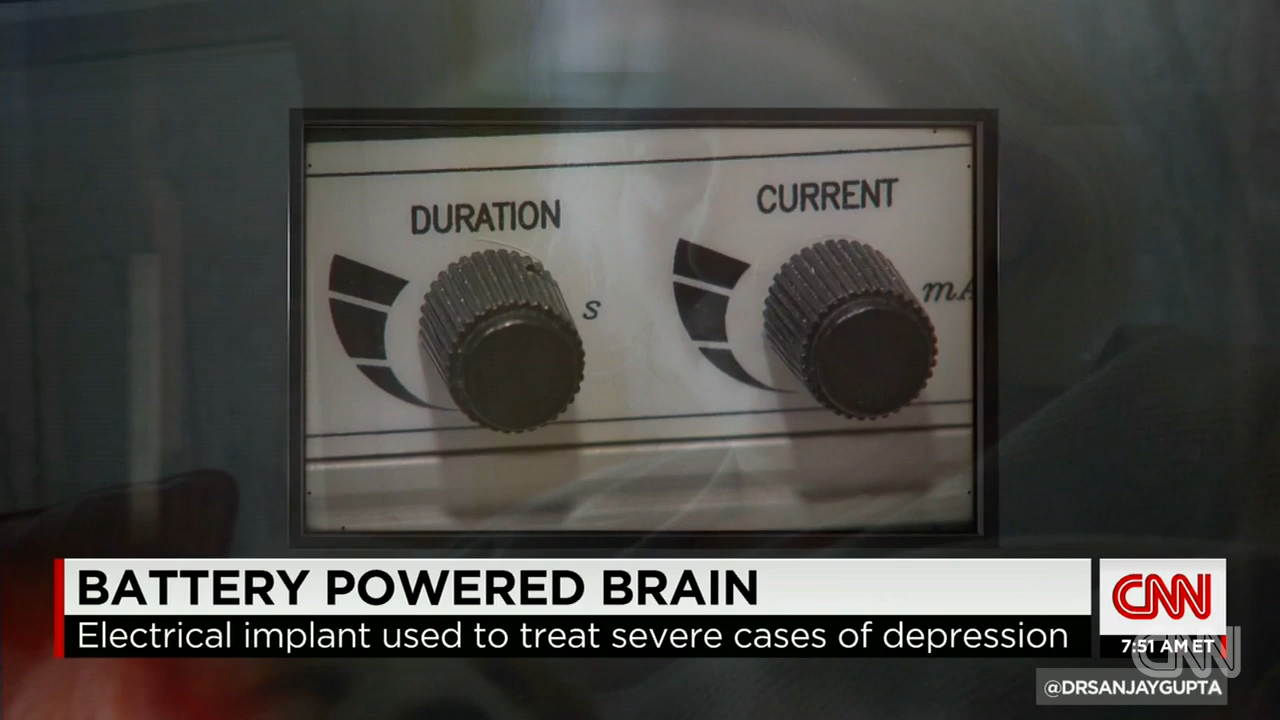 DURATION
CURRENT
s
mA
BATTERY POWERED BRAIN
Electrical implant used to treat severe cases of depression
CNN
7:51 AM ET
CNN
@DRSANJAYGUPTA